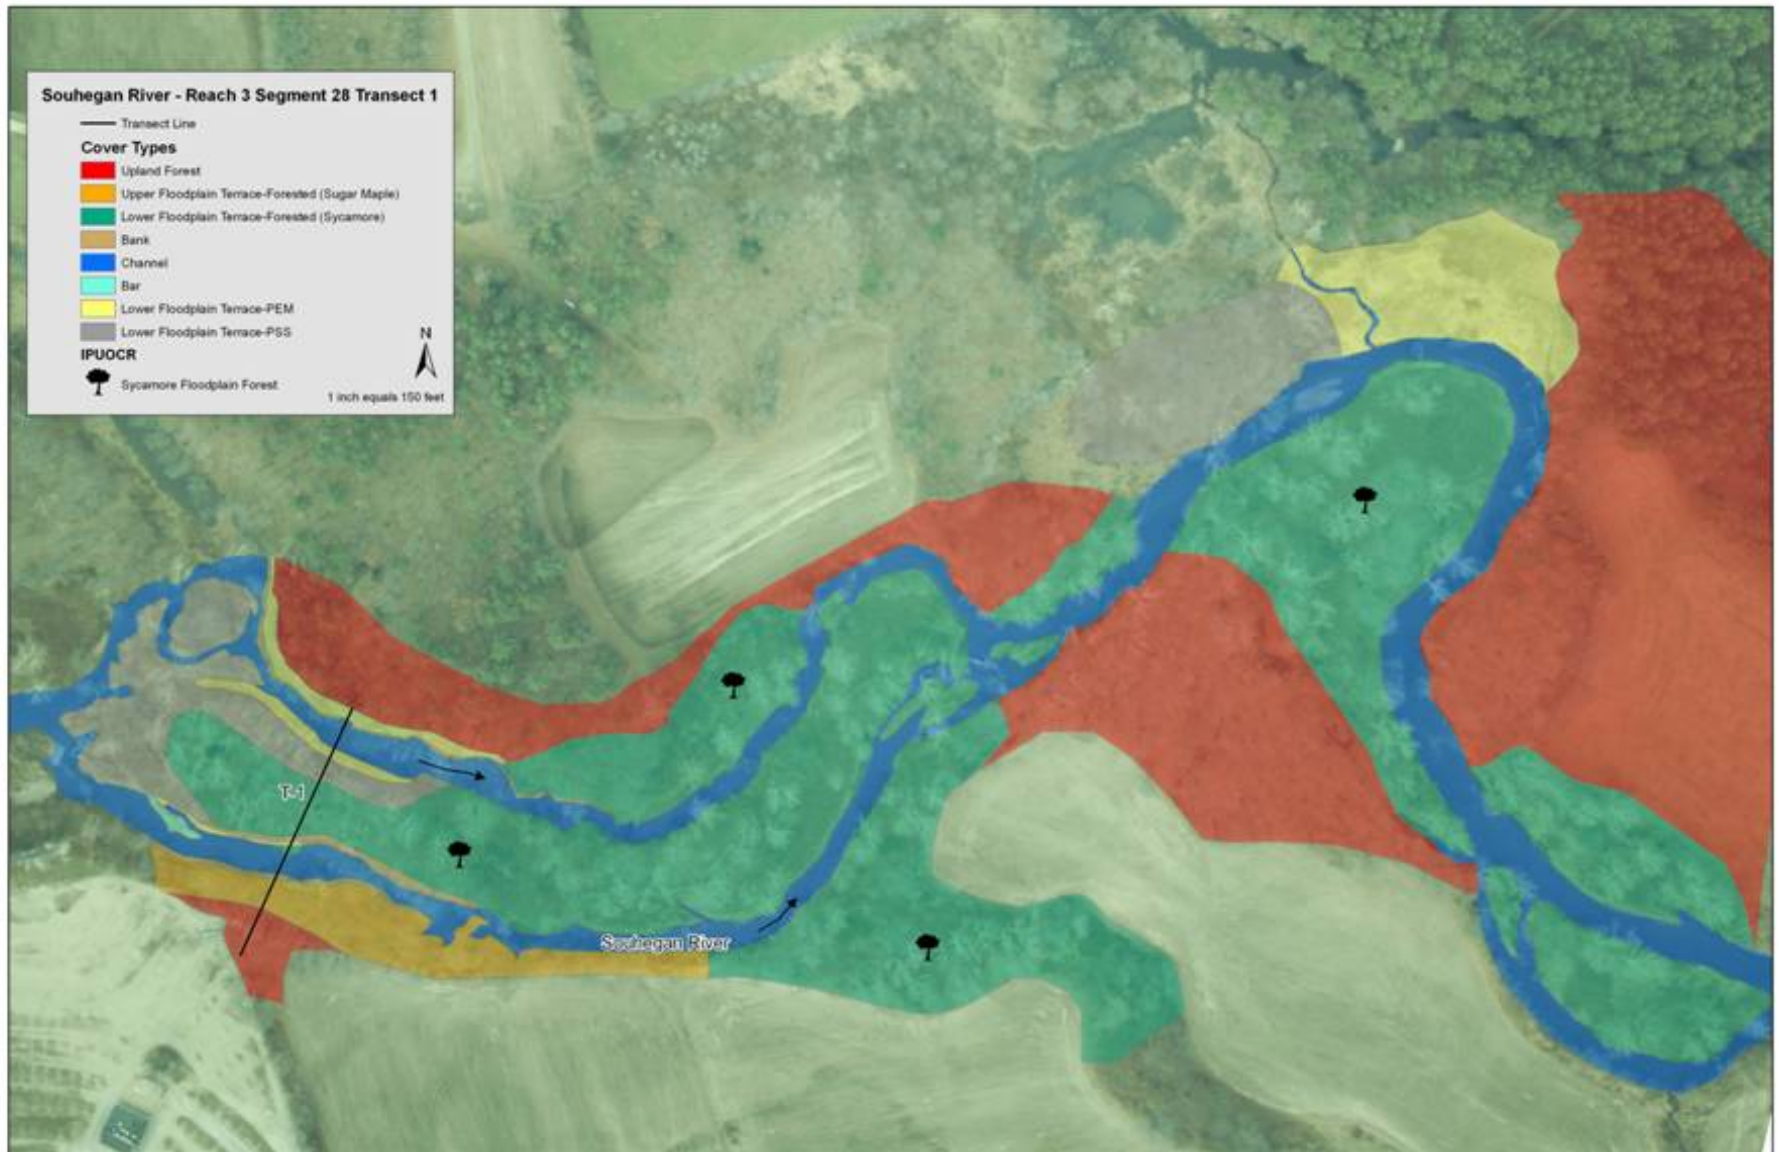 Souhegan River - Reach 3 Segment 28 Transect 1
Transect Line
Cover Types
Upland Forest
Upper Floodplain Terrace-Forested (Sugar Maple)
Lower Floodplain Terrace-Forested (Sycamore)
Bank
Channel
Bar
Lower Floodplain Terrace-PEM
Lower Floodplain Terrace-PSS
IPUOCR
N
Sycamore Floodplain Forest
1 inch equals 150 feet
T-1
Souhegan River